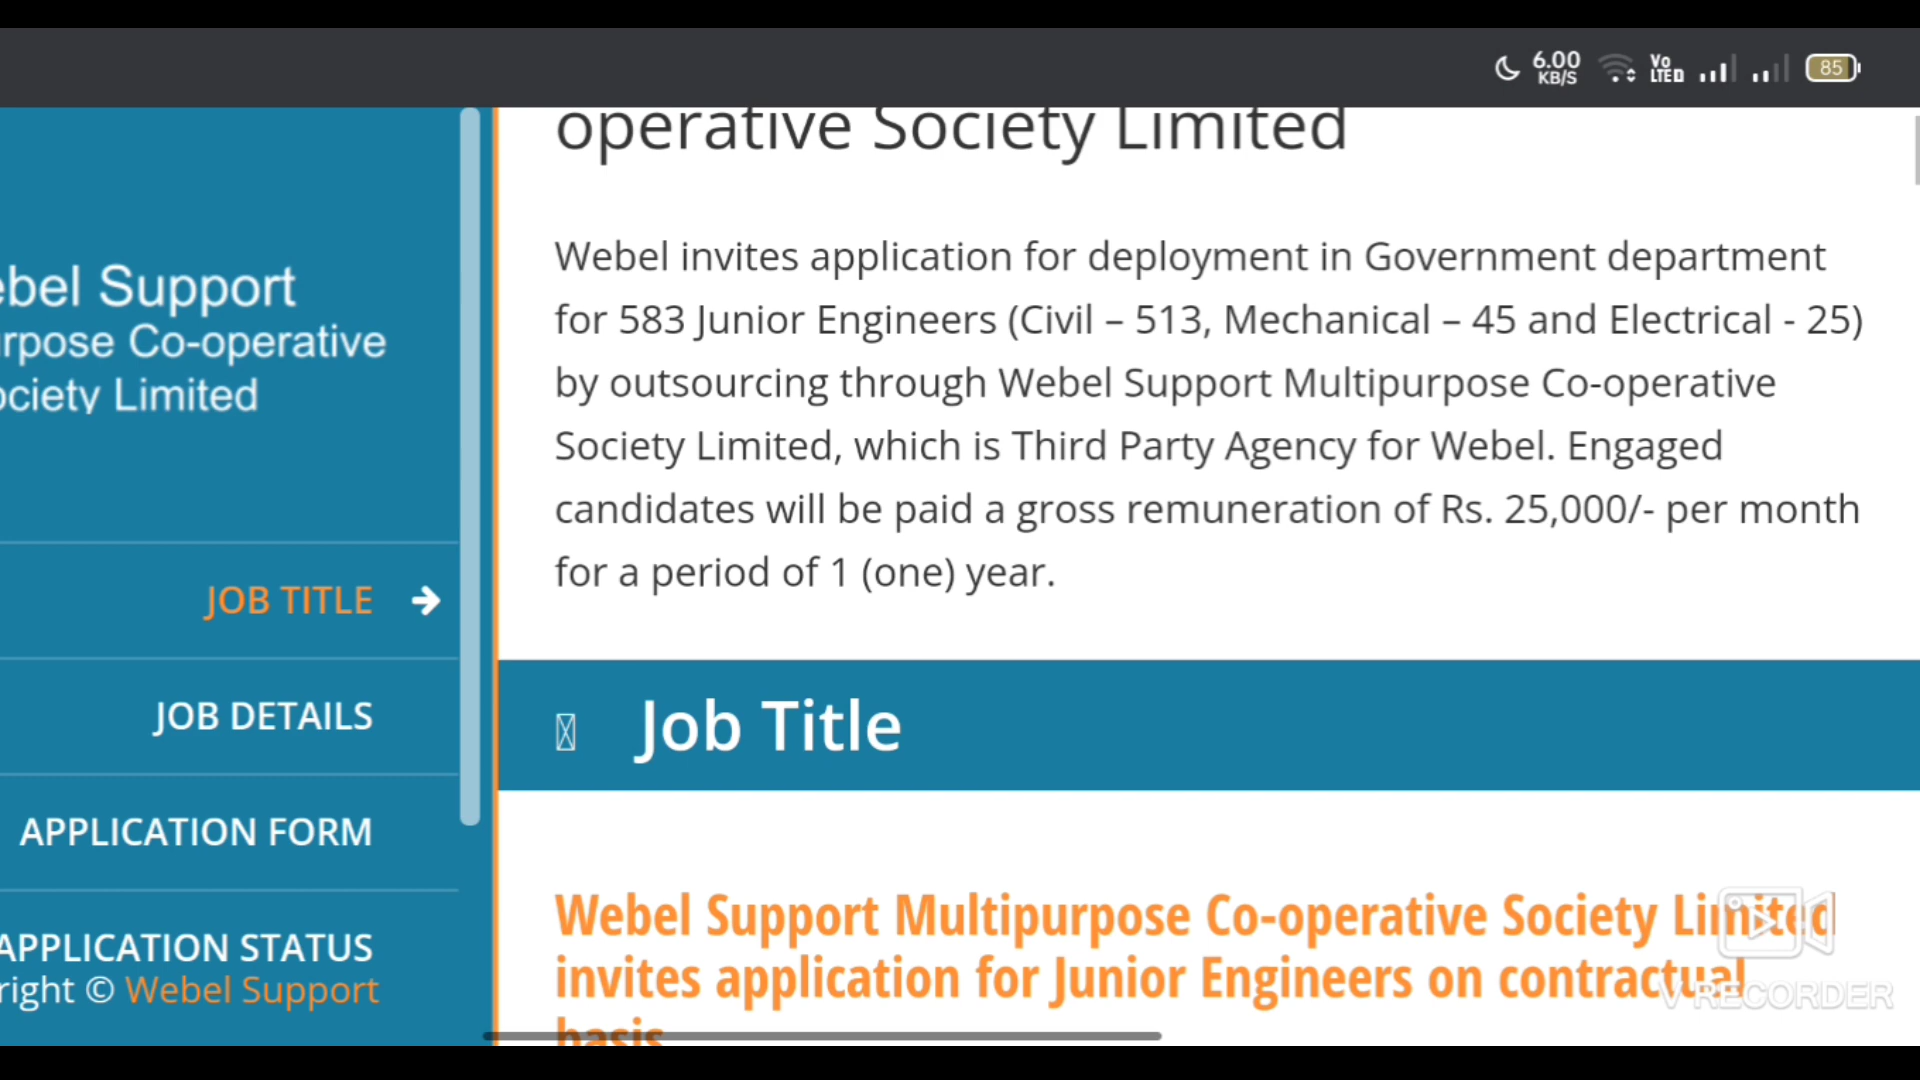 6.00
KB/S
Vo
LTE
85
operative Society Limited
Webel invites application for deployment in Government department
for 583 Junior Engineers (Civil – 513, Mechanical – 45 and Electrical - 25)
by outsourcing through Webel Support Multipurpose Co-operative
Society Limited, which is Third Party Agency for Webel. Engaged
candidates will be paid a gross remuneration of Rs. 25,000/- per month
for a period of 1 (one) year.
ebel Support
rpose Co-operative
ociety Limited
JOB TITLE
JOB DETAILS
APPLICATION FORM
APPLICATION STATUS
right © Webel Support
Job Title
Webel Support Multipurpose Co-operative Society Limited
invites application for Junior Engineers on contractual
basis
V RECORDER